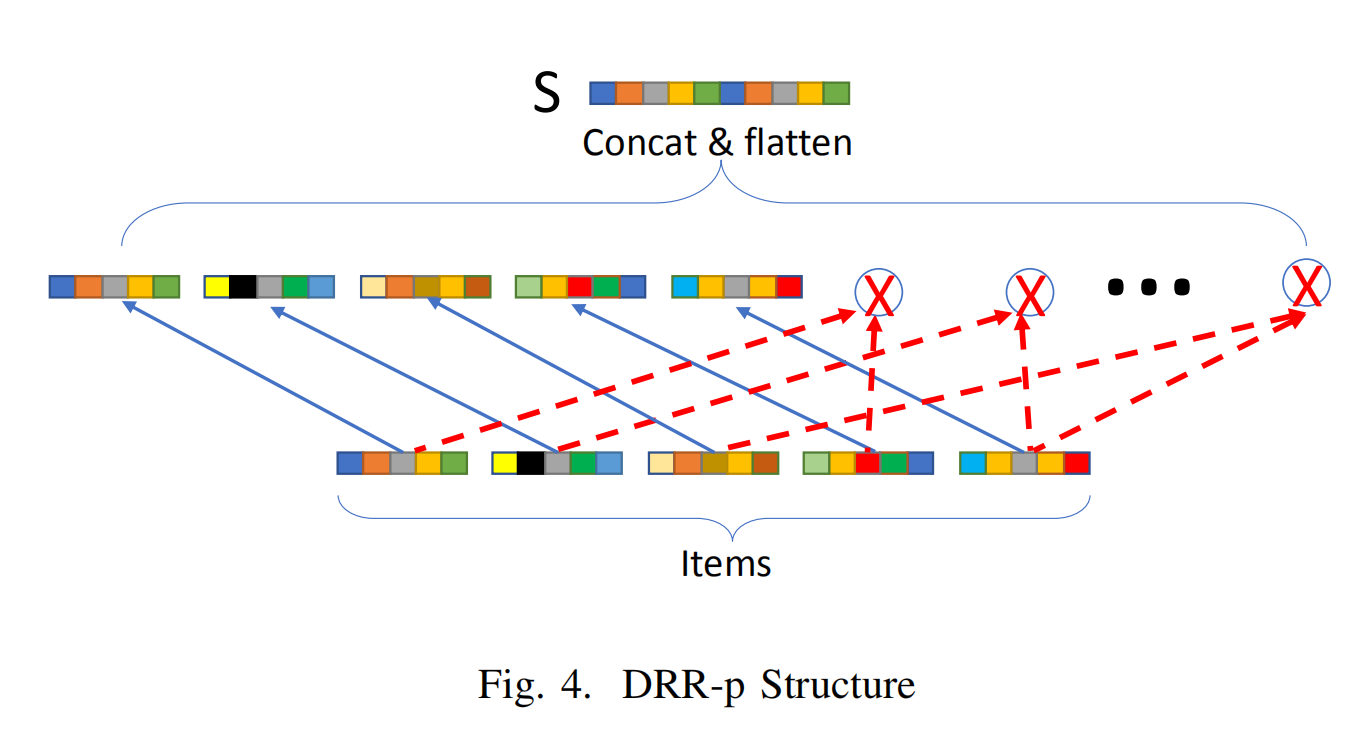 S
Concat & flatten
X X X
Items
Fig. 4. DRR-p Structure